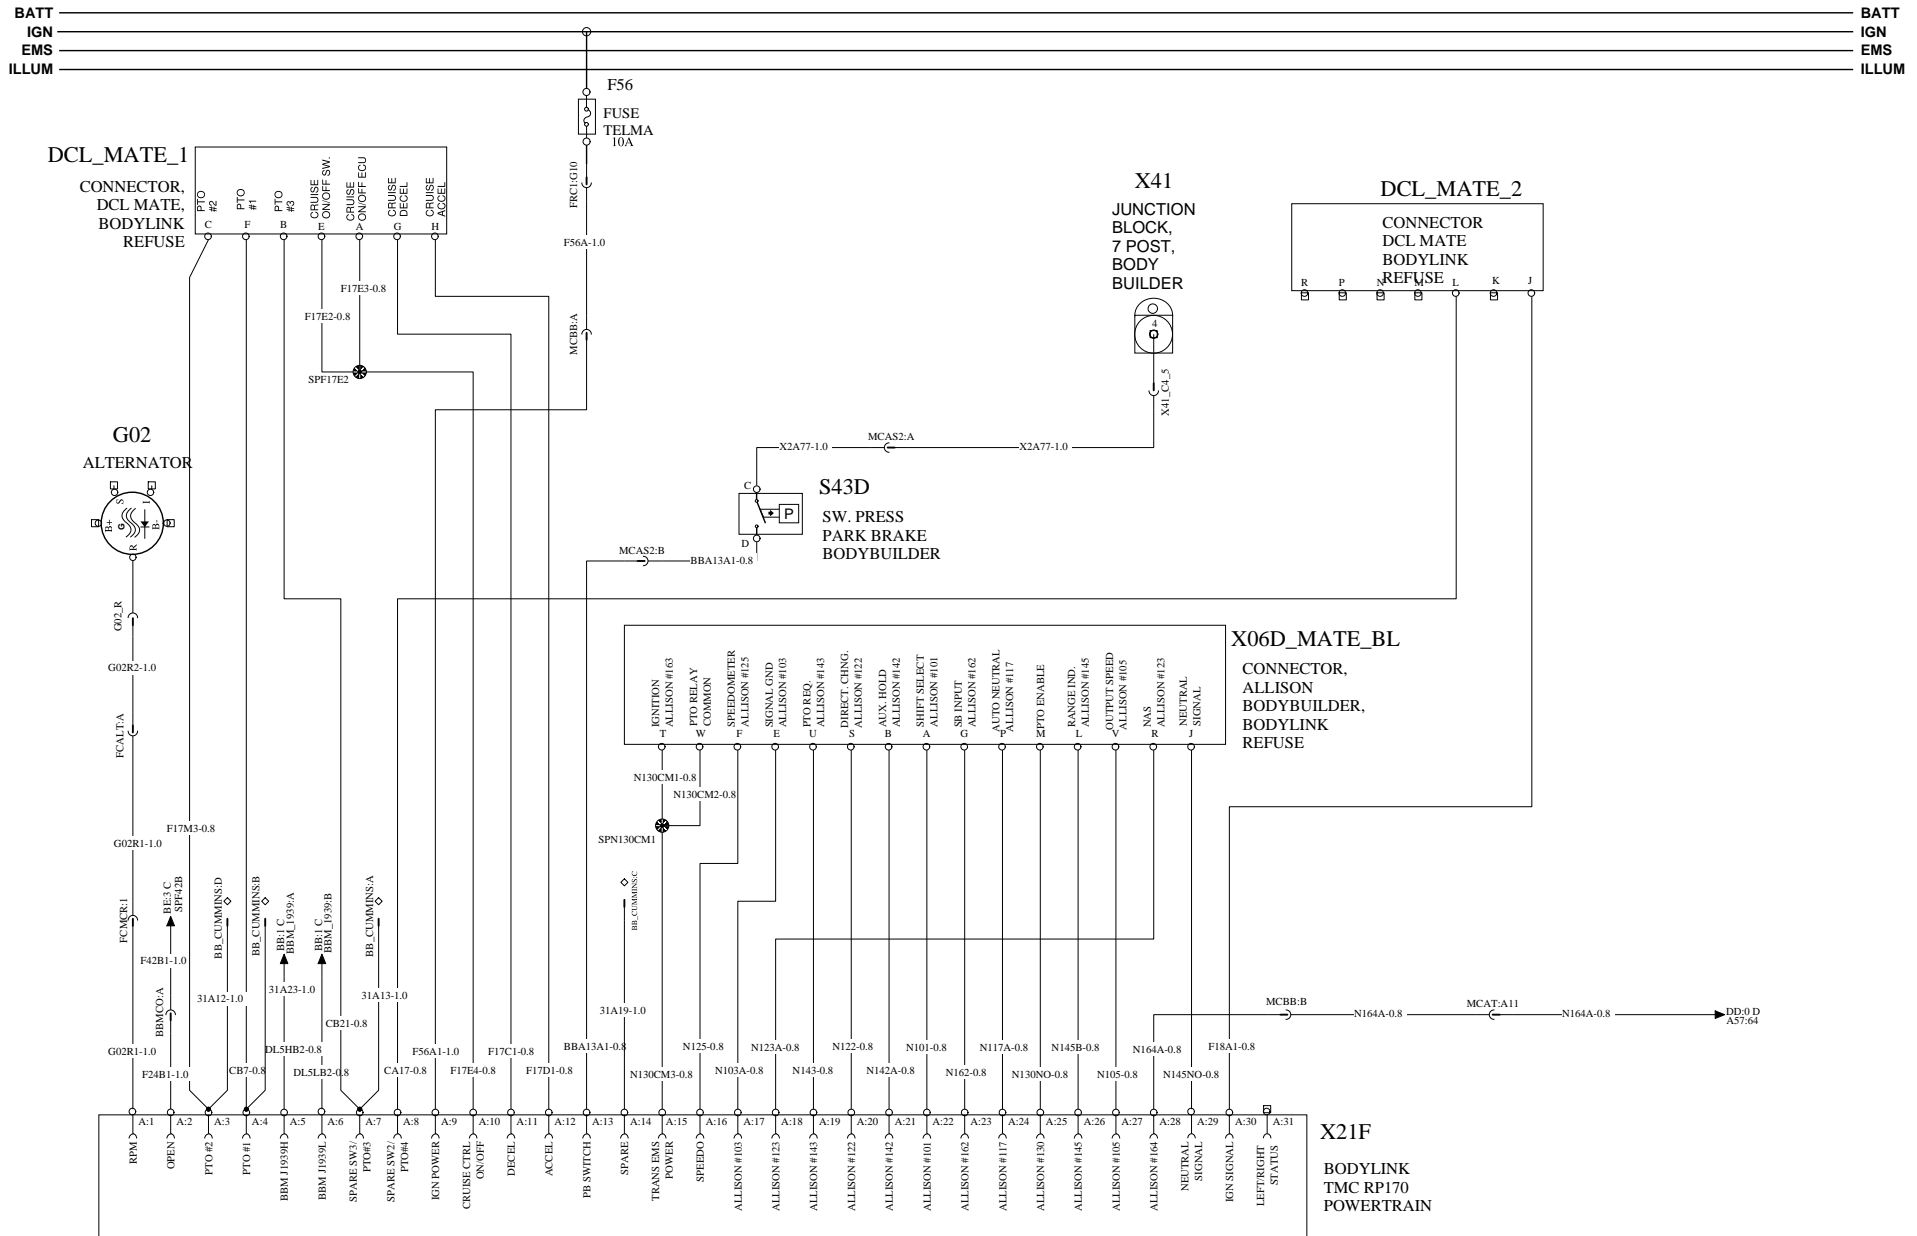 BATT
BATT
IGN
IGN
EMS
EMS
ILLUM
ILLUM
F56
FUSE
TELMA
10A
FRC1:G10
F56A-1.0
MCBB:A
DCL_MATE_1
CONNECTOR,
DCL MATE,
BODYLINK
REFUSE
PTO
#2
PTO
#1
PTO
#3
CRUISE
ON/OFF SW.
CRUISE
ON/OFF ECU
CRUISE
DECEL
CRUISE
ACCEL
C
F
B
E
A
G
H
F17E3-0.8
F17E2-0.8
SPF17E2
X41
JUNCTION
BLOCK,
7 POST,
BODY
BUILDER
4
X41_C4_5
DCL_MATE_2
CONNECTOR
DCL MATE
BODYLINK
REFUSE
R
P
N
M
L
K
J
G02
ALTERNATOR
S
I
B+
G
B-
R
G02_R
G02R2-1.0
FCALT:A
G02R1-1.0
FCMCR:1
G02R1-1.0
X2A77-1.0
MCAS2:A
X2A77-1.0
C
S43D
P
SW. PRESS
PARK BRAKE
BODYBUILDER
D
MCAS2:B
BBA13A1-0.8
X06D_MATE_BL
CONNECTOR,
ALLISON
BODYBUILDER,
BODYLINK
REFUSE
IGNITION
ALLISON #163
PTO RELAY
COMMON
SPEEDOMETER
ALLISON #125
SIGNAL GND
ALLISON #103
PTO REQ.
ALLISON #143
DIRECT. CHNG.
ALLISON #122
AUX. HOLD
ALLISON #142
SHIFT SELECT
ALLISON #101
SB INPUT
ALLISON #162
AUTO NEUTRAL
ALLISON #117
PTO ENABLE
RANGE IND.
ALLISON #145
OUTPUT SPEED
ALLISON #105
NAS
ALLISON #123
NEUTRAL
SIGNAL
T
W
F
E
U
S
B
A
G
P
M
L
V
R
J
N130CM1-0.8
N130CM2-0.8
SPN130CM1
F17M3-0.8
BE:3 C
SPF42B
F42B1-1.0
BBMCO:A
F24B1-1.0
BB_CUMMINS:D
31A12-1.0
BB_CUMMINS:B
CB7-0.8
BB:1 C
BBM_1939:A
31A23-1.0
DL5HB2-0.8
BB:1 C
BBM_1939:B
DL5LB2-0.8
CB21-0.8
BB_CUMMINS:A
31A13-1.0
CA17-0.8
F56A1-1.0
F17E4-0.8
F17C1-0.8
F17D1-0.8
BBA13A1-0.8
BB_CUMMINS:C
31A19-1.0
N130CM3-0.8
N125-0.8
N103A-0.8
N123A-0.8
N143-0.8
N122-0.8
N142A-0.8
N101-0.8
N162-0.8
N117A-0.8
N130NO-0.8
N145B-0.8
N105-0.8
N164A-0.8
N145NO-0.8
F18A1-0.8
MCBB:B
N164A-0.8
MCAT:A11
N164A-0.8
DD:0 D
A57:64
A:1
A:2
A:3
A:4
A:5
A:6
A:7
A:8
A:9
A:10
A:11
A:12
A:13
A:14
A:15
A:16
A:17
A:18
A:19
A:20
A:21
A:22
A:23
A:24
A:25
A:26
A:27
A:28
A:29
A:30
A:31
RPM
OPEN
PTO #2
PTO #1
BBM J1939H
BBM J1939L
SPARE SW3/
PTO#3
SPARE SW2/
PTO#4
IGN POWER
CRUISE CTRL
ON/OFF
DECEL
ACCEL
PB SWITCH
SPARE
TRANS EMS
POWER
SPEEDO
ALLISON #103
ALLISON #123
ALLISON #143
ALLISON #122
ALLISON #142
ALLISON #101
ALLISON #162
ALLISON #117
ALLISON #130
ALLISON #145
ALLISON #105
ALLISON #164
NEUTRAL
SIGNAL
IGN SIGNAL
LEFT/RIGHT
STATUS
X21F
BODYLINK
TMC RP170
POWERTRAIN